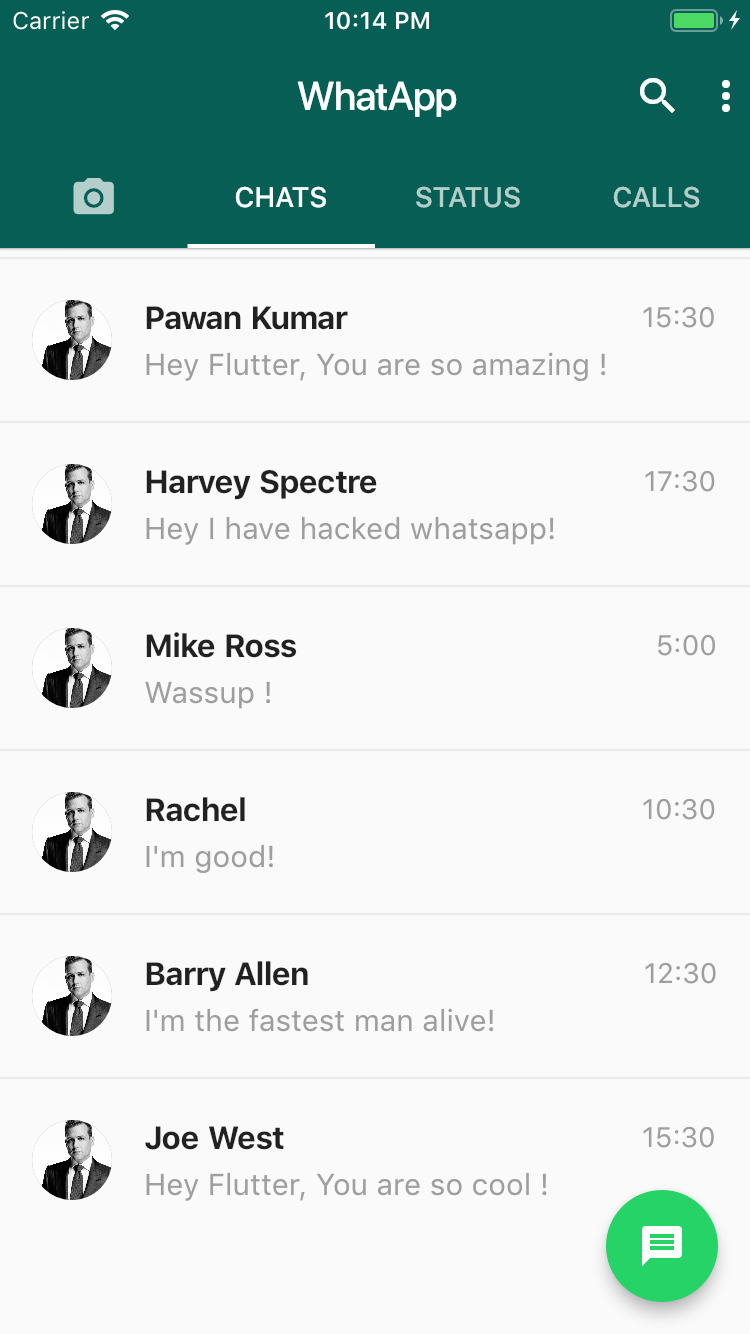 Carrier 10:14 PM
WhatApp
CHATS STATUS CALLS
Pawan Kumar 15:30
Hey Flutter, You are so amazing !
Harvey Spectre 17:30
Hey I have hacked whatsapp!
Mike Ross 5:00
Wassup !
Rachel 10:30
I'm good!
Barry Allen 12:30
I'm the fastest man alive!
Joe West 15:30
Hey Flutter, You are so cool !